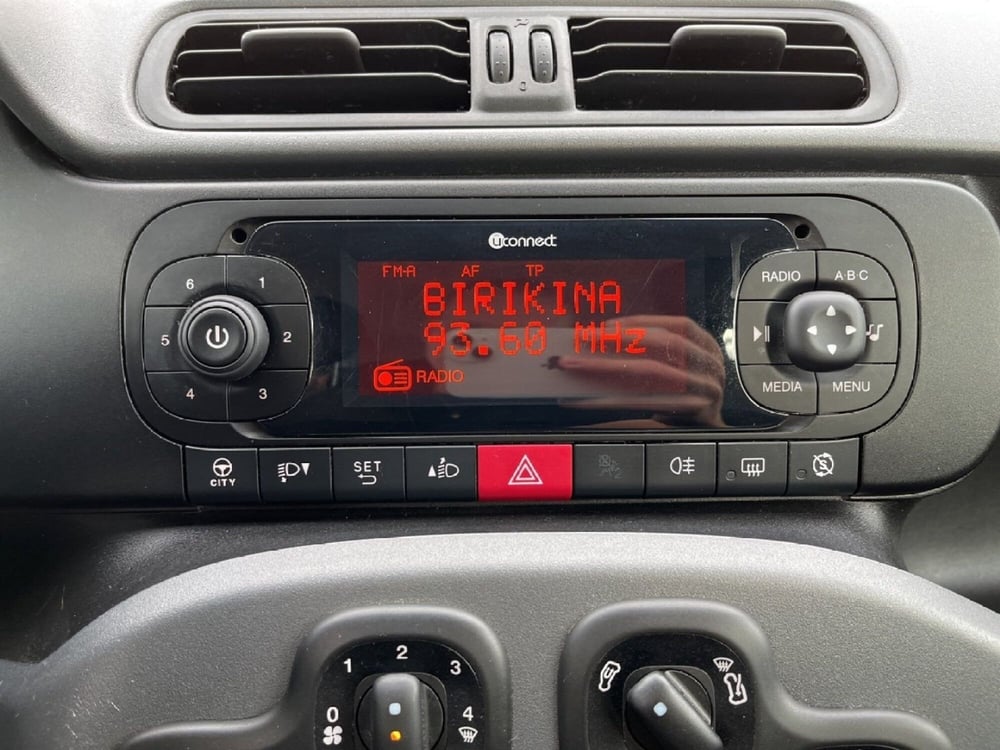 uconnect
FM-A AF TP
BIRIKINA
93.60 MHz
RADIO
6 1
5 2
4 3
RADIO A·B·C
MEDIA MENU
CITY
SET
1 2 3
0 4